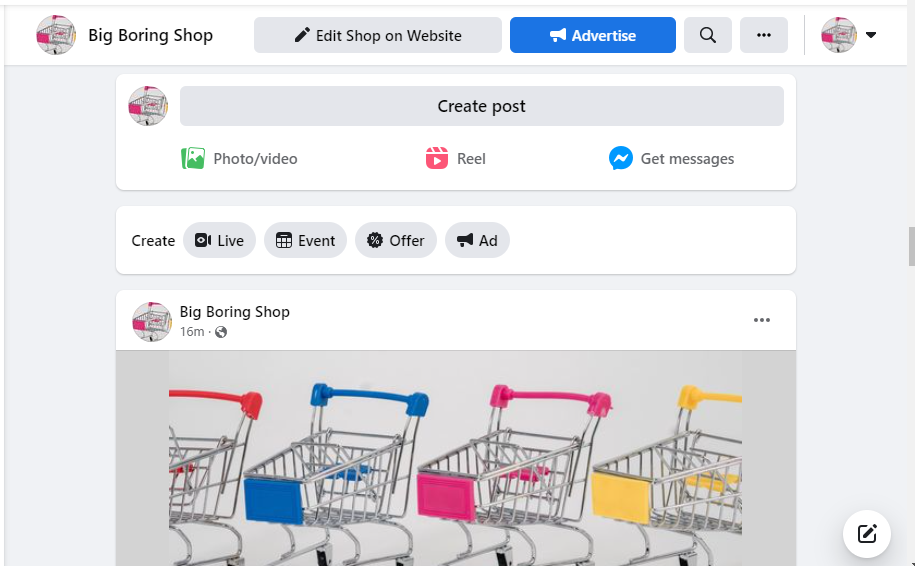 Big Boring Shop
Edit Shop on Website
Advertise
Create post
Photo/video
Reel
Get messages
Create
Live
Event
Offer
Ad
Big Boring Shop
16m ·